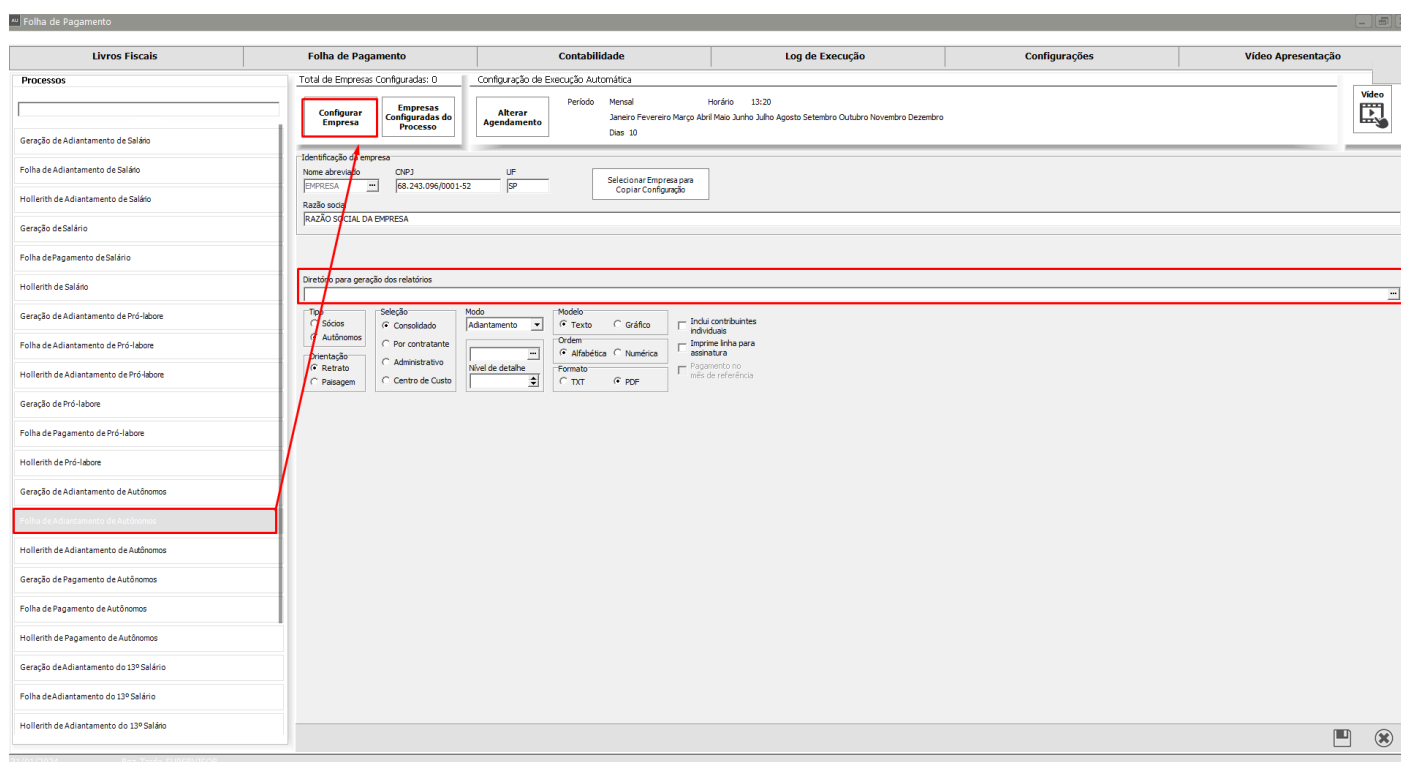 Folha de Pagamento
Livros Fiscais
Folha de Pagamento
Contabilidade
Log de Execução
Configurações
Vídeo Apresentação
Processos
Geração de Adiantamento de Salário
Folha de Adiantamento de Salário
Hollerith de Adiantamento de Salário
Geração de Salário
Folha de Pagamento de Salário
Hollerith de Salário
Geração de Adiantamento de Pró-labore
Folha de Adiantamento de Pró-labore
Hollerith de Adiantamento de Pró-labore
Geração de Pró-labore
Folha de Pagamento de Pró-labore
Hollerith de Pró-labore
Geração de Adiantamento de Autônomos
Folha de Adiantamento de Autônomos
Hollerith de Adiantamento de Autônomos
Geração de Pagamento de Autônomos
Folha de Pagamento de Autônomos
Hollerith de Pagamento de Autônomos
Geração de Adiantamento do 13º Salário
Folha de Adiantamento do 13º Salário
Hollerith de Adiantamento do 13º Salário
Total de Empresas Configuradas: 0
Configurar
Empresa
Empresas
Configuradas do
Processo
Configuração de Execução Automática
Alterar
Agendamento
Período Mensal Horário 13:20
Janeiro Fevereiro Março Abril Maio Junho Julho Agosto Setembro Outubro Novembro Dezembro
Dias 10
Vídeo
Identificação da empresa
Nome abreviado CNPJ UF
EMPRESA ... 68.243.096/0001-52 SP
Selecionar Empresa para
Copiar Configuração
Razão social
RAZÃO SOCIAL DA EMPRESA
Diretório para geração dos relatórios
...
Tipo
Sócios
Autônomos
Orientação
Retrato
Paisagem
Seleção
Consolidado
Por contratante
Administrativo
Centro de Custo
Modo
Adiantamento
...
Nível de detalhe
Modelo
Texto Gráfico
Ordem
Alfabética Numérica
Formato
TXT PDF
Inclui contribuintes
individuais
Imprime linha para
assinatura
Pagamento no
mês de referência